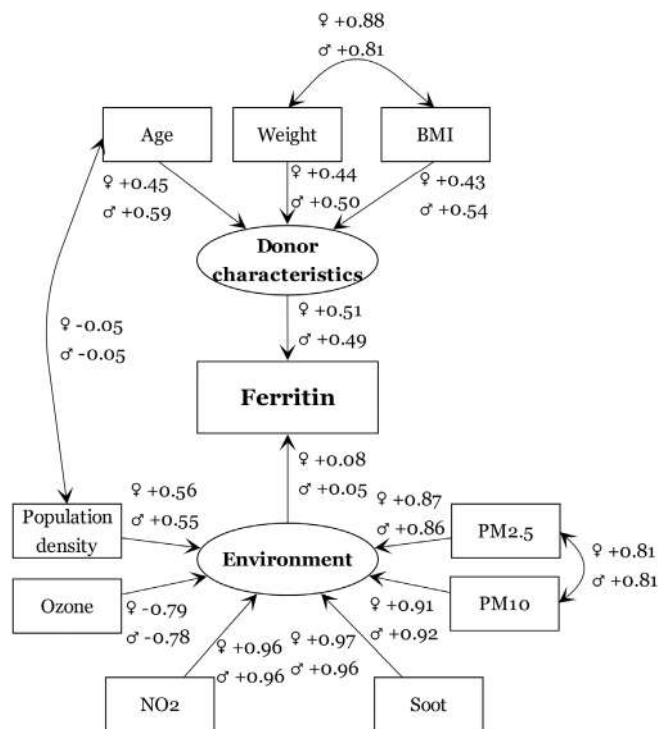 ♀ +0.88
♂ +0.81
Age
Weight
BMI
♀ +0.45
♂ +0.59
♀ +0.44
♂ +0.50
♀ +0.43
♂ +0.54
Donor
characteristics
♀ +0.51
♂ +0.49
♀ -0.05
♂ -0.05
Ferritin
♀ +0.08
♂ +0.05
Population
density
♀ +0.56
♂ +0.55
♀ +0.87
♂ +0.86
PM2.5
Environment
♀ +0.81
♂ +0.81
Ozone
♀ -0.79
♂ -0.78
♀ +0.91
♂ +0.92
PM10
♀ +0.96
♂ +0.96
♀ +0.97
♂ +0.96
NO2
Soot